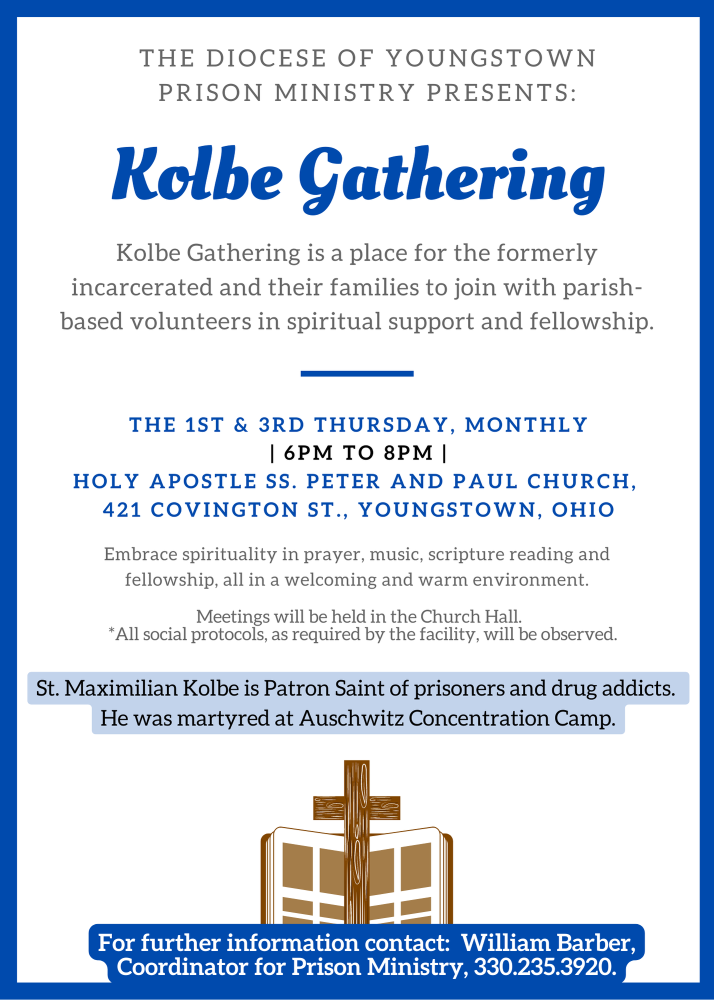 THE DIOCESE OF YOUNGSTOWN
PRISON MINISTRY PRESENTS:
Kolbe Gathering
Kolbe Gathering is a place for the formerly
incarcerated and their families to join with parish-
based volunteers in spiritual support and fellowship.
THE 1ST & 3RD THURSDAY, MONTHLY
| 6PM TO 8PM |
HOLY APOSTLE SS. PETER AND PAUL CHURCH,
421 COVINGTON ST., YOUNGSTOWN, OHIO
Embrace spirituality in prayer, music, scripture reading and
fellowship, all in a welcoming and warm environment.
Meetings will be held in the Church Hall.
*All social protocols, as required by the facility, will be observed.
St. Maximilian Kolbe is Patron Saint of prisoners and drug addicts.
He was martyred at Auschwitz Concentration Camp.
For further information contact:  William Barber,
Coordinator for Prison Ministry, 330.235.3920.